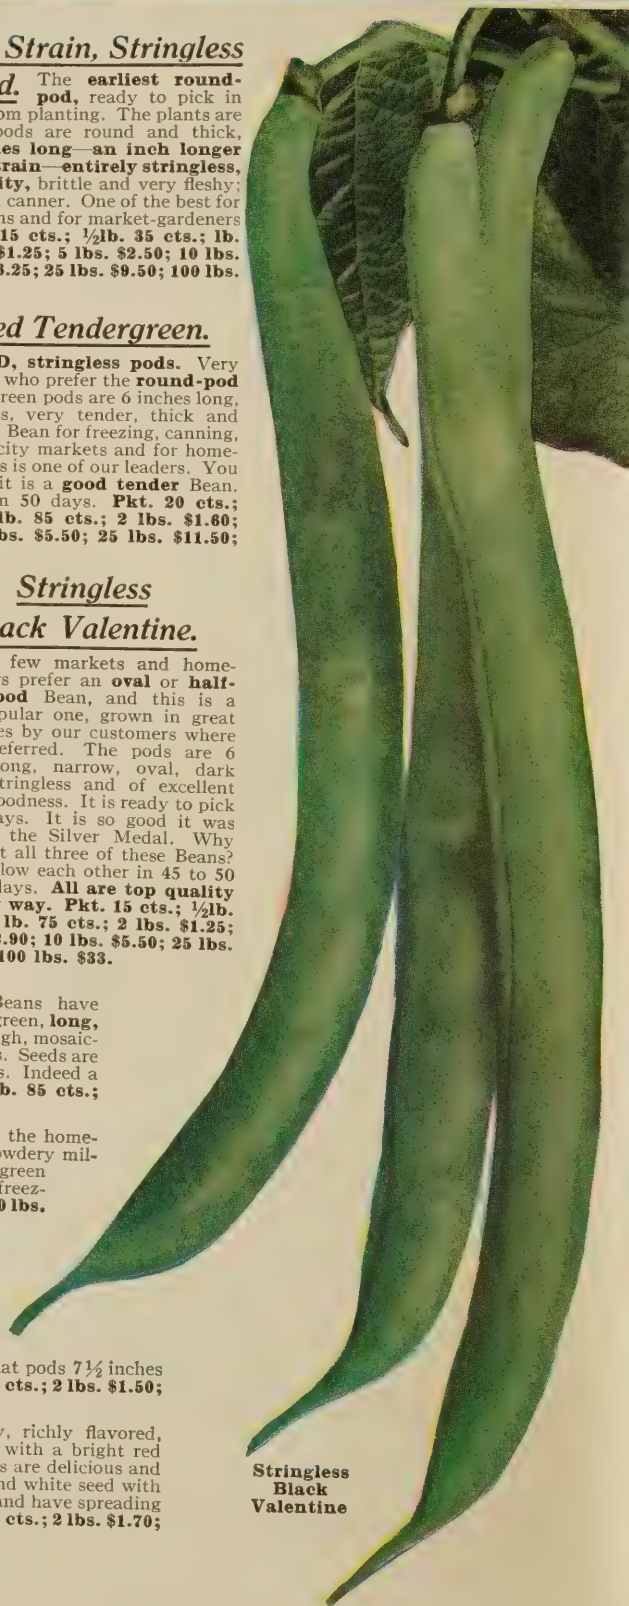 Strain, Stringless
d. The earliest round-
pod, ready to pick in
om planting. The plants are
pods are round and thick,
es long—an inch longer
train—entirely stringless,
ity, brittle and very fleshy;
canner. One of the best for
ns and for market-gardeners
15 cts.; ½lb. 35 cts.; lb.
$1.25; 5 lbs. $2.50; 10 lbs.
.25; 25 lbs. $9.50; 100 lbs.
ed Tendergreen.
D, stringless pods. Very
who prefer the round-pod
reen pods are 6 inches long,
s, very tender, thick and
Bean for freezing, canning,
city markets and for home-
s is one of our leaders. You
it is a good tender Bean.
n 50 days. Pkt. 20 cts.;
lb. 85 cts.; 2 lbs. $1.60;
bs. $5.50; 25 lbs. $11.50;
Stringless
lack Valentine.
few markets and home-
rs prefer an oval or half-
pod Bean, and this is a
pular one, grown in great
es by our customers where
eferred. The pods are 6
ong, narrow, oval, dark
tringless and of excellent
oodness. It is ready to pick
ays. It is so good it was
the Silver Medal. Why
t all three of these Beans?
low each other in 45 to 50
days. All are top quality
way. Pkt. 15 cts.; ½lb.
lb. 75 cts.; 2 lbs. $1.25;
.90; 10 lbs. $5.50; 25 lbs.
100 lbs. $33.
Beans have
green, long,
gh, mosaic-
s. Seeds are
s. Indeed a
b. 85 cts.;
the home-
owdery mil-
green
freez-
0 lbs.
at pods 7½ inches
cts.; 2 lbs. $1.50;
y, richly flavored,
with a bright red
s are delicious and
nd white seed with
and have spreading
cts.; 2 lbs. $1.70;
Stringless
Black
Valentine